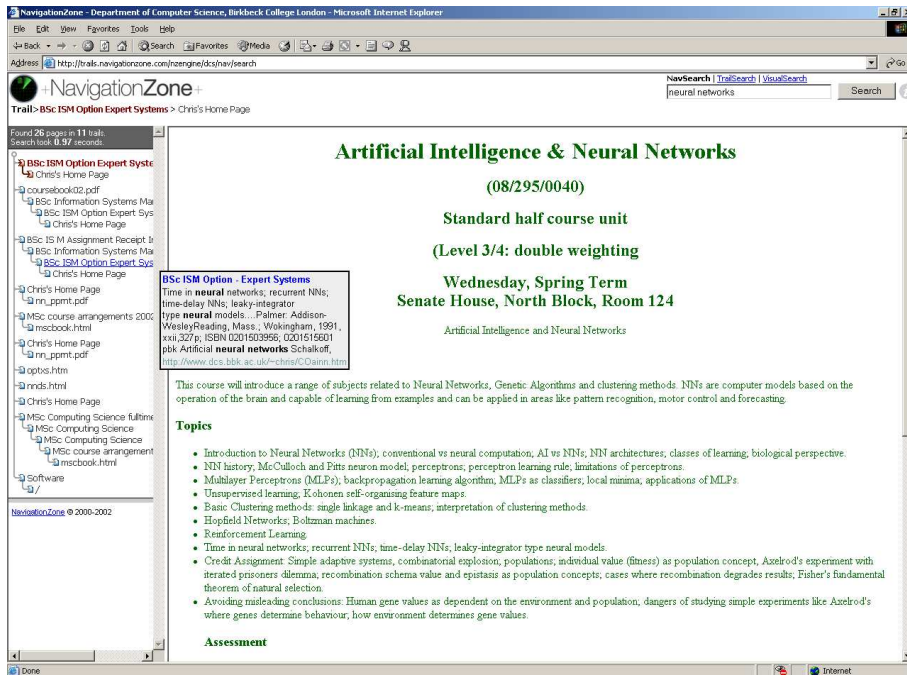 NavigationZone - Department of Computer Science, Birkbeck College London - Microsoft Internet Explorer
File Edit View Favorites Tools Help
Back Search Favorites Media
Address http://trails.navigationzone.com/nzengine/dcs/nav/search Go
+NavigationZone+
NavSearch | TrailSearch | VisualSearch
neural networks Search
Trail> BSc ISM Option Expert Systems > Chris's Home Page
Found 26 pages in 11 trails.
Search took 0.97 seconds.
BSc ISM Option Expert Syste
Chris's Home Page
coursebook02.pdf
BSc Information Systems Mar
BSc ISM Option Expert Sys
Chris's Home Page
BSc IS M Assignment Receipt In
BSc Information Systems Mar
BSc ISM Option Expert Sys
Chris's Home Page
Chris's Home Page
nn_ppmt.pdf
MSc course arrangements 2002
mscbook.html
Chris's Home Page
nn_ppmt.pdf
optxs.htm
nnds.html
Chris's Home Page
MSc Computing Science fulltime
MSc Computing Science
MSc Computing Science
MSc course arrangement
mscbook.html
Software
/
NavigationZone © 2000-2002
BSc ISM Option - Expert Systems
Time in neural networks; recurrent NNs;
time-delay NNs; leaky-integrator
type neural models....Palmer: Addison-
WesleyReading, Mass.; Wokingham, 1991,
xxii,327p; ISBN 0201503956; 0201515601
pbk Artificial neural networks Schalkoff,
http://www.dcs.bbk.ac.uk/~chris/COainn.htm
Artificial Intelligence & Neural Networks
(08/295/0040)
Standard half course unit
(Level 3/4: double weighting
Wednesday, Spring Term
Senate House, North Block, Room 124
Artificial Intelligence and Neural Networks
This course will introduce a range of subjects related to Neural Networks, Genetic Algorithms and clustering methods. NNs are computer models based on the
operation of the brain and capable of learning from examples and can be applied in areas like pattern recognition, motor control and forecasting.
Topics
• Introduction to Neural Networks (NNs); conventional vs neural computation; AI vs NNs; NN architectures; classes of learning; biological perspective.
• NN history; McCulloch and Pitts neuron model; perceptrons; perceptron learning rule; limitations of perceptrons.
• Multilayer Perceptrons (MLPs); backpropagation learning algorithm; MLPs as classifiers; local minima; applications of MLPs.
• Unsupervised learning; Kohonen self-organising feature maps.
• Basic Clustering methods: single linkage and k-means; interpretation of clustering methods.
• Hopfield Networks; Boltzman machines.
• Reinforcement Learning.
• Time in neural networks; recurrent NNs; time-delay NNs; leaky-integrator type neural models.
• Credit Assignment: Simple adaptive systems, combinatorial explosion; populations; individual value (fitness) as population concept, Axelrod's experiment with
iterated prisoners dilemma; recombination schema value and epistasis as population concepts; cases where recombination degrades results; Fisher's fundamental
theorem of natural selection.
• Avoiding misleading conclusions: Human gene values as dependent on the environment and population; dangers of studying simple experiments like Axelrod's
where genes determine behaviour; how environment determines gene values.
Assessment
Done Internet